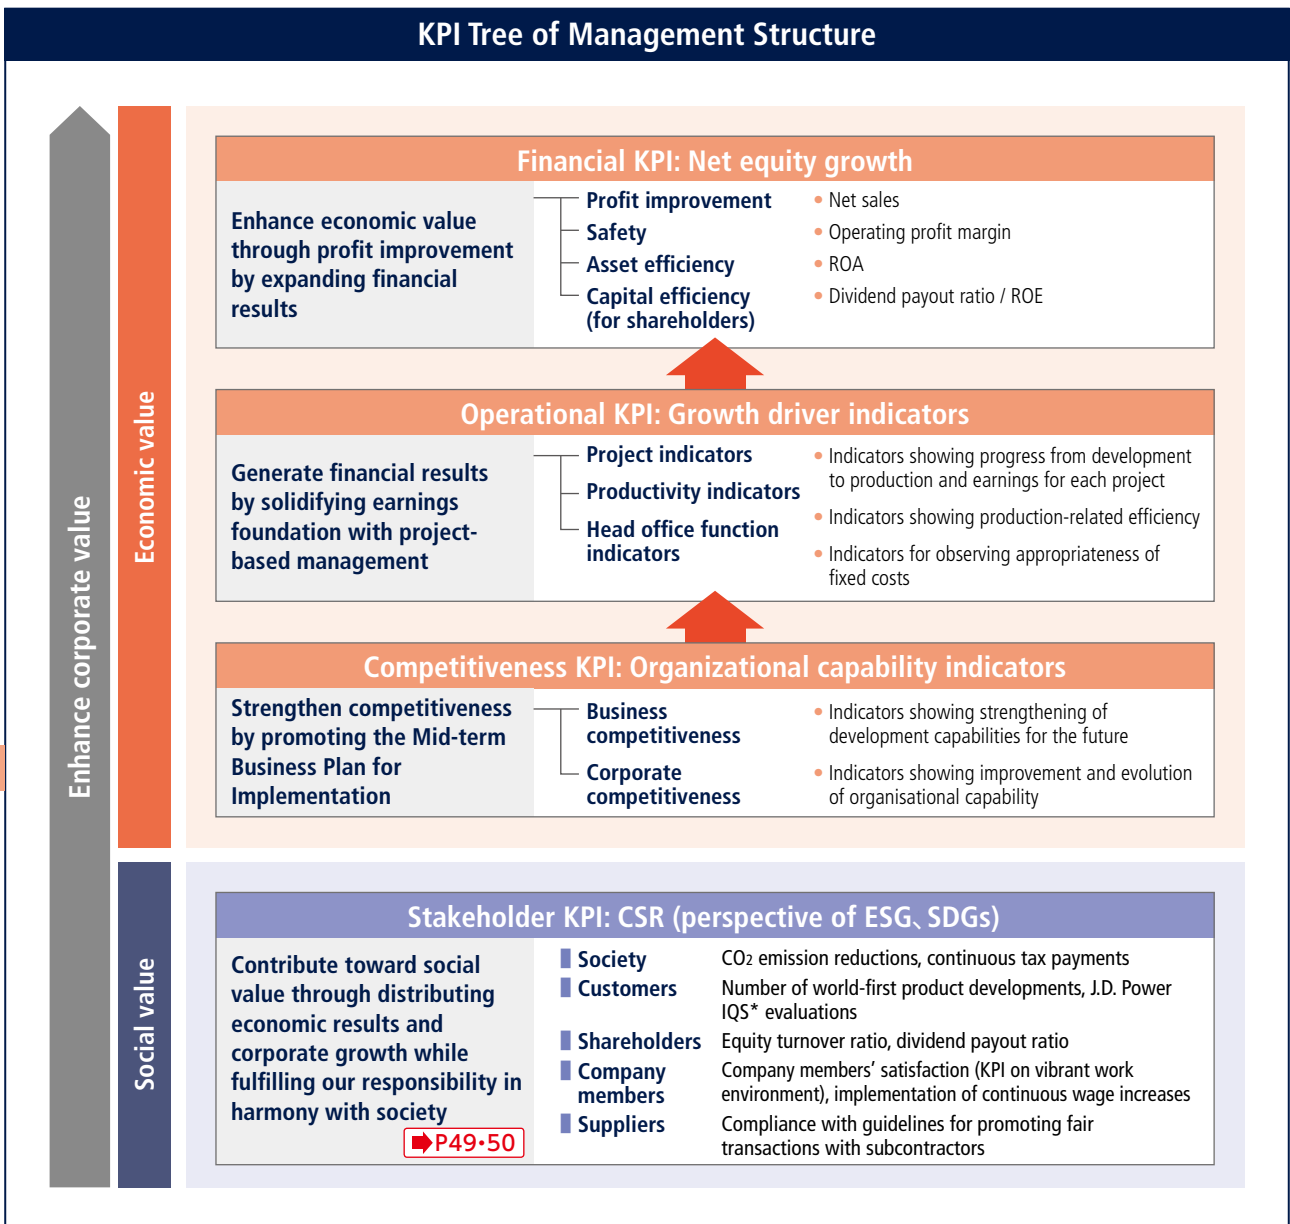 KPI Tree of Management Structure
Enhance corporate value
Economic value
Financial KPI: Net equity growth
Enhance economic value
through profit improvement
by expanding financial
results
Profit improvement
Safety
Asset efficiency
Capital efficiency
(for shareholders)
• Net sales
• Operating profit margin
• ROA
• Dividend payout ratio / ROE
Operational KPI: Growth driver indicators
Generate financial results
by solidifying earnings
foundation with project-
based management
Project indicators
Productivity indicators
Head office function
indicators
• Indicators showing progress from development
to production and earnings for each project
• Indicators showing production-related efficiency
• Indicators for observing appropriateness of
fixed costs
Competitiveness KPI: Organizational capability indicators
Strengthen competitiveness
by promoting the Mid-term
Business Plan for
Implementation
Business
competitiveness
Corporate
competitiveness
• Indicators showing strengthening of
development capabilities for the future
• Indicators showing improvement and evolution
of organisational capability
Social value
Stakeholder KPI: CSR (perspective of ESG、SDGs)
Contribute toward social
value through distributing
economic results and
corporate growth while
fulfilling our responsibility in
harmony with society
P49•50
Society CO2 emission reductions, continuous tax payments
Customers Number of world-first product developments, J.D. Power
IQS* evaluations
Shareholders Equity turnover ratio, dividend payout ratio
Company Company members’ satisfaction (KPI on vibrant work
members environment), implementation of continuous wage increases
Suppliers Compliance with guidelines for promoting fair
transactions with subcontractors